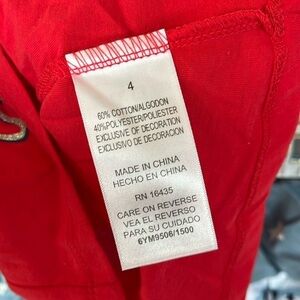 4
60% COTTON/ALGODON
40% POLYESTER/POLIESTER
EXCLUSIVE OF DECORATION
EXCLUSIVO DE DECORACION
MADE IN CHINA
HECHO EN CHINA
RN 16435
CARE ON REVERSE
VEA EL REVERSO
PARA SU CUIDADO
6YM9506/1500